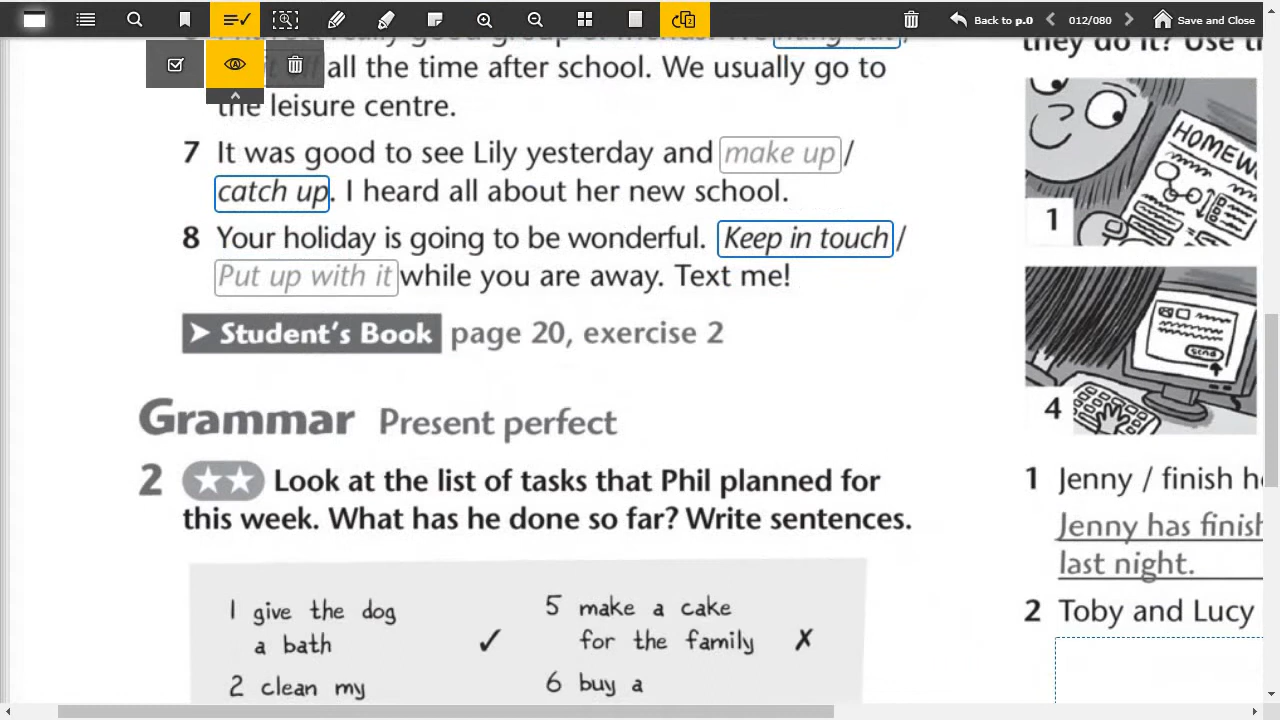 Back to p.0
012/080
Save and Close
all the time after school. We usually go to
the leisure centre.
7 It was good to see Lily yesterday and make up /
catch up. I heard all about her new school.
8 Your holiday is going to be wonderful. Keep in touch /
Put up with it while you are away. Text me!
➤ Student's Book page 20, exercise 2
Grammar Present perfect
2 ★★ Look at the list of tasks that Phil planned for
this week. What has he done so far? Write sentences.
1 give the dog
a bath ✓
2 clean my
5 make a cake
for the family ✗
6 buy a
they do it? Use
HOMEW
1
send
4
1 Jenny / finish
Jenny has finish
last night.
2 Toby and Lucy